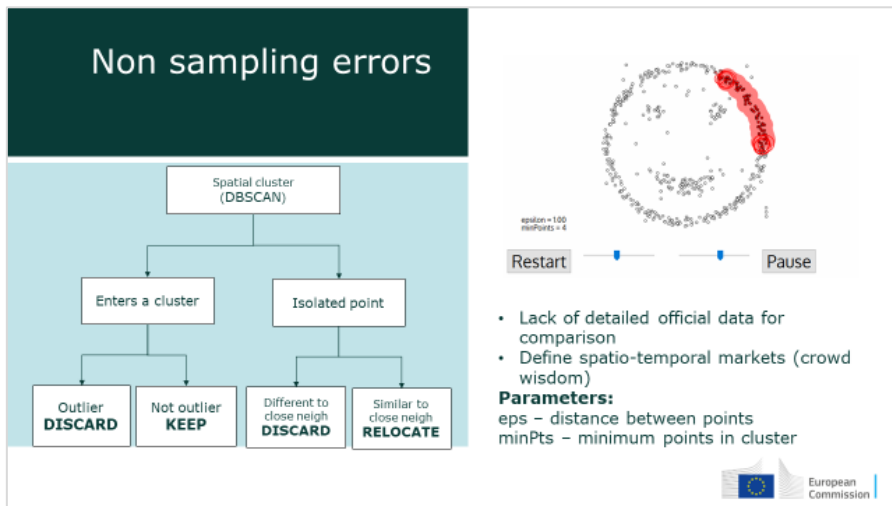 Non sampling errors
Spatial cluster
(DBSCAN)
Enters a cluster
Isolated point
Outlier
DISCARD
Not outlier
KEEP
Different to
close neigh
DISCARD
Similar to
close neigh
RELOCATE
epsilon = 1.00
minPoints = 4
Restart
Pause
• Lack of detailed official data for
comparison
• Define spatio-temporal markets (crowd
wisdom)
Parameters:
eps – distance between points
minPts – minimum points in cluster
European
Commission